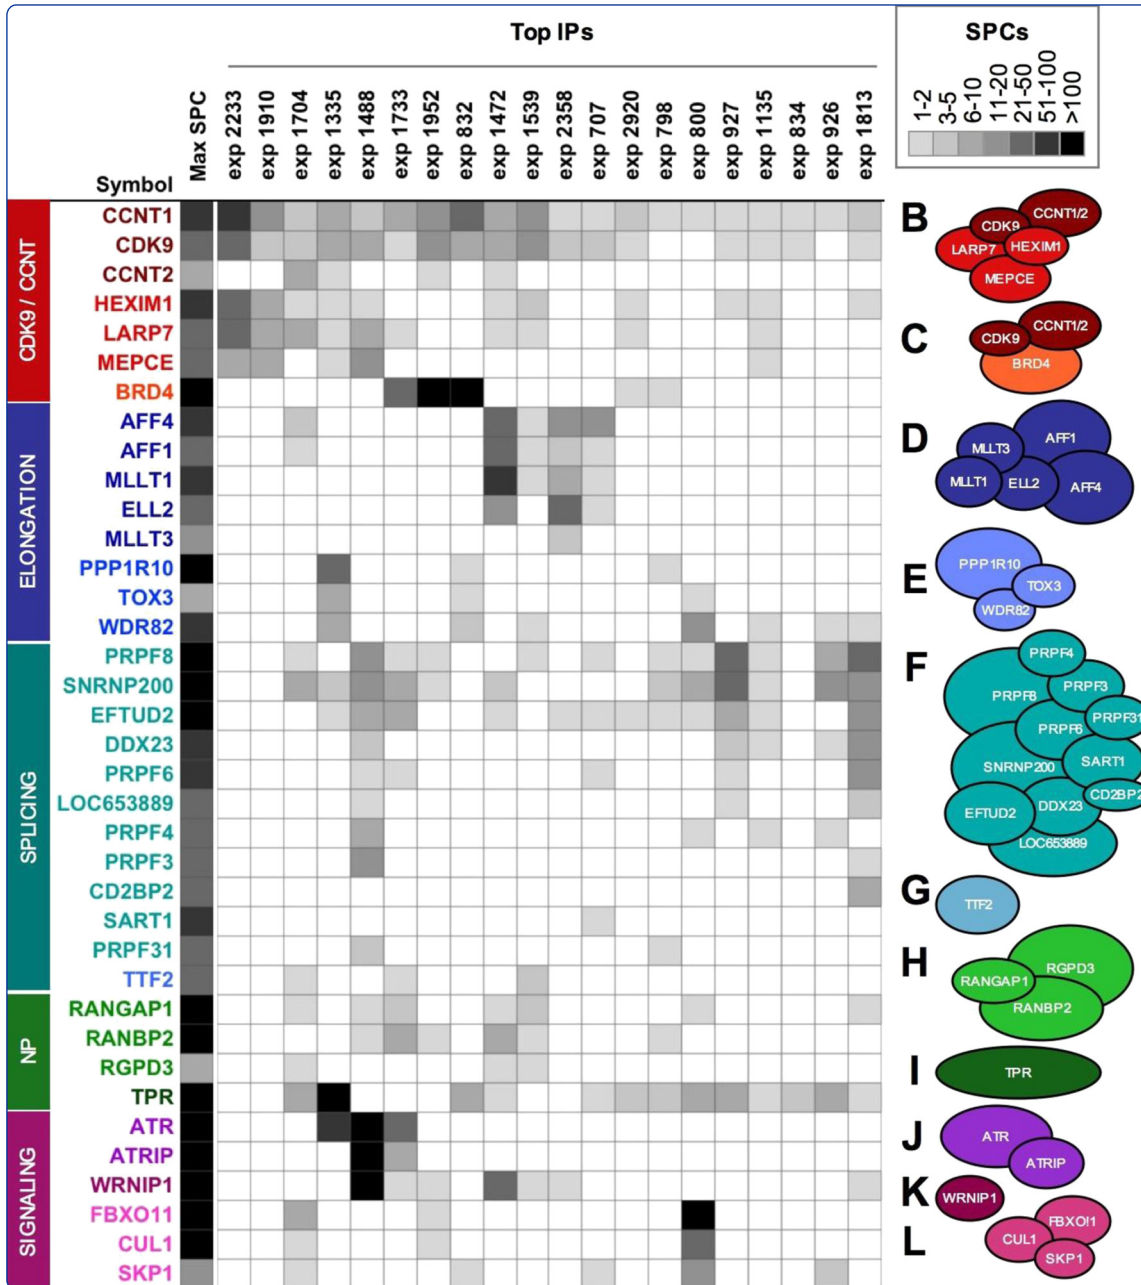 Top IPs
SPCs
1-2
3-5
6-10
11-20
21-50
51-100
>100
Symbol
Max SPC
exp 2233
exp 1910
exp 1704
exp 1335
exp 1488
exp 1733
exp 1952
exp 832
exp 1472
exp 1539
exp 2358
exp 707
exp 2920
exp 798
exp 800
exp 927
exp 1135
exp 834
exp 926
exp 1813
CDK9 / CCNT
CCNT1
CDK9
CCNT2
HEXIM1
LARP7
MEPCE
BRD4
ELONGATION
AFF4
AFF1
MLLT1
ELL2
MLLT3
PPP1R10
TOX3
WDR82
SPLICING
PRPF8
SNRNP200
EFTUD2
DDX23
PRPF6
LOC653889
PRPF4
PRPF3
CD2BP2
SART1
PRPF31
TTF2
NP
RANGAP1
RANBP2
RGPD3
TPR
SIGNALING
ATR
ATRIP
WRNIP1
FBXO11
CUL1
SKP1
B
CCNT1/2
CDK9
LARP7
HEXIM1
MEPCE
C
CCNT1/2
CDK9
BRD4
D
AFF1
MLLT3
MLLT1
ELL2
AFF4
E
PPP1R10
TOX3
WDR82
F
PRPF4
PRPF8
PRPF3
PRPF31
PRPF6
SNRNP200
SART1
CD2BP2
DDX23
EFTUD2
LOC653889
G
TTF2
H
RGPD3
RANGAP1
RANBP2
I
TPR
J
ATR
ATRIP
K
WRNIP1
L
FBXO!1
CUL1
SKP1